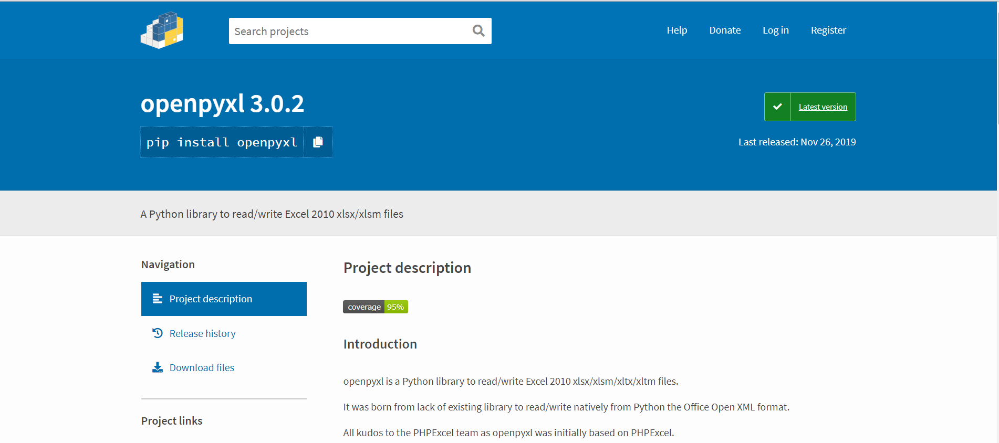 Search projects
Help Donate Log in Register
openpyxl 3.0.2
pip install openpyxl
Latest version
Last released: Nov 26, 2019
A Python library to read/write Excel 2010 xlsx/xlsm files
Navigation
Project description
Release history
Download files
Project links
Project description
coverage 95%
Introduction
openpyxl is a Python library to read/write Excel 2010 xlsx/xlsm/xltx/xltm files.
It was born from lack of existing library to read/write natively from Python the Office Open XML format.
All kudos to the PHPExcel team as openpyxl was initially based on PHPExcel.